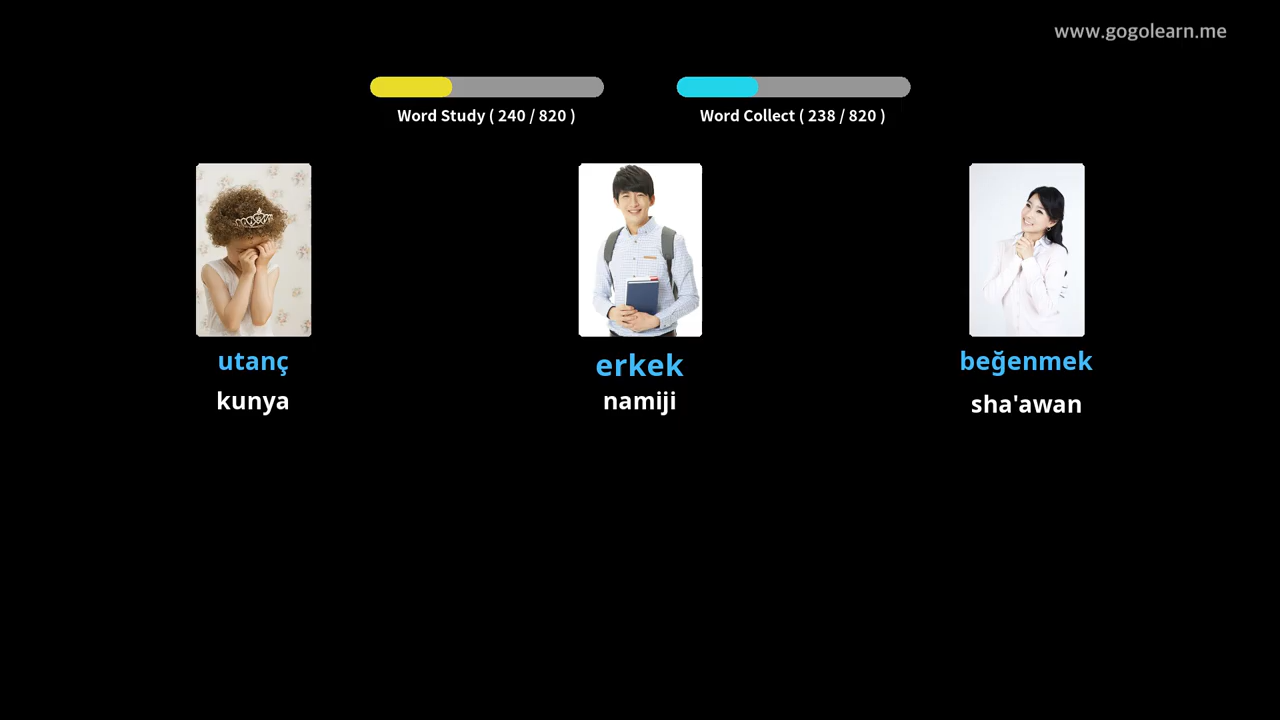 www.gogolearn.me
Word Study ( 240 / 820 )
Word Collect ( 238 / 820 )
utanç
erkek
beğenmek
kunya
namiji
sha'awan